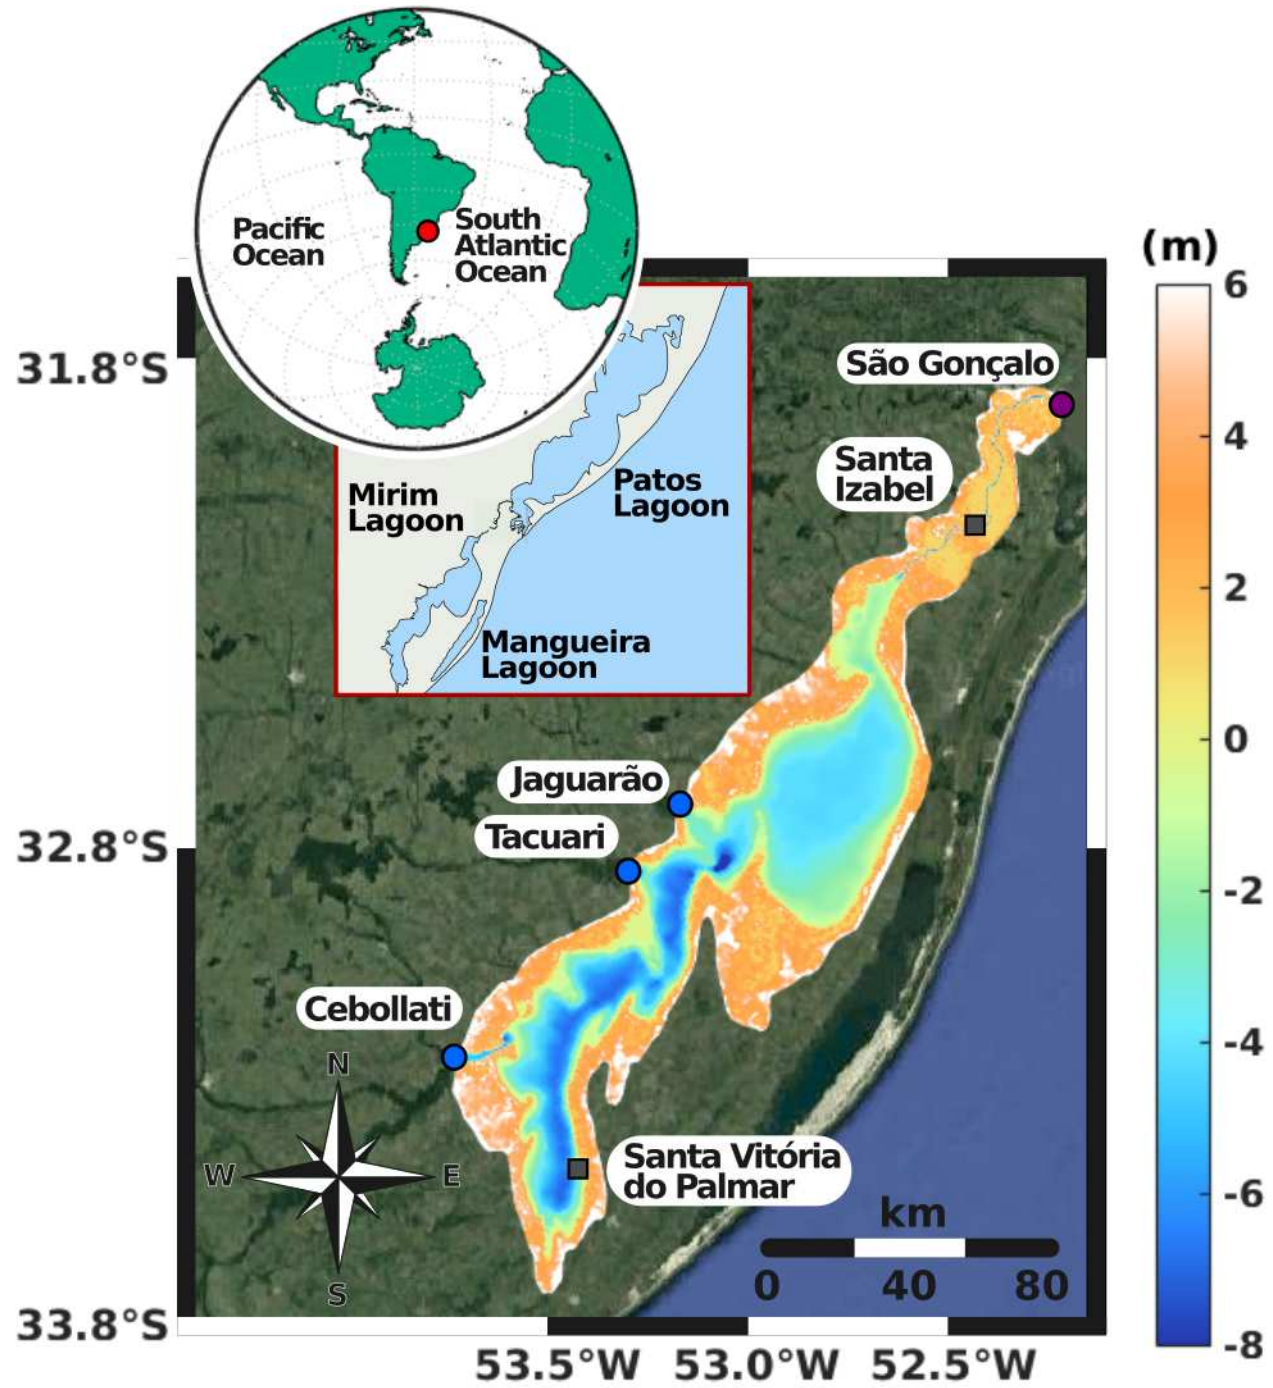 Pacific
Ocean
South
Atlantic
Ocean
(m)
6
4
2
0
-2
-4
-6
-8
31.8°S
32.8°S
33.8°S
São Gonçalo
Santa
Izabel
Mirim
Lagoon
Patos
Lagoon
Mangueira
Lagoon
Jaguarão
Tacuari
Cebollati
N
W
E
S
Santa Vitória
do Palmar
km
0 40 80
53.5°W 53.0°W 52.5°W